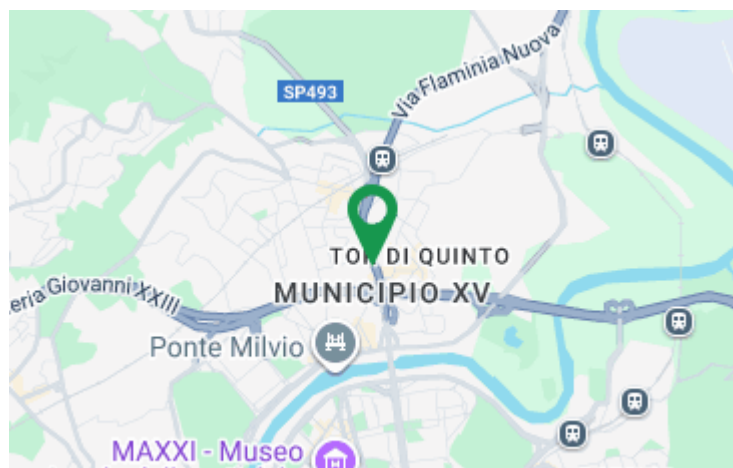 SP493
Via Flaminia Nuova
TOR DI QUINTO
eria Giovanni XXIII
MUNICIPIO XV
Ponte Milvio
MAXXI - Museo